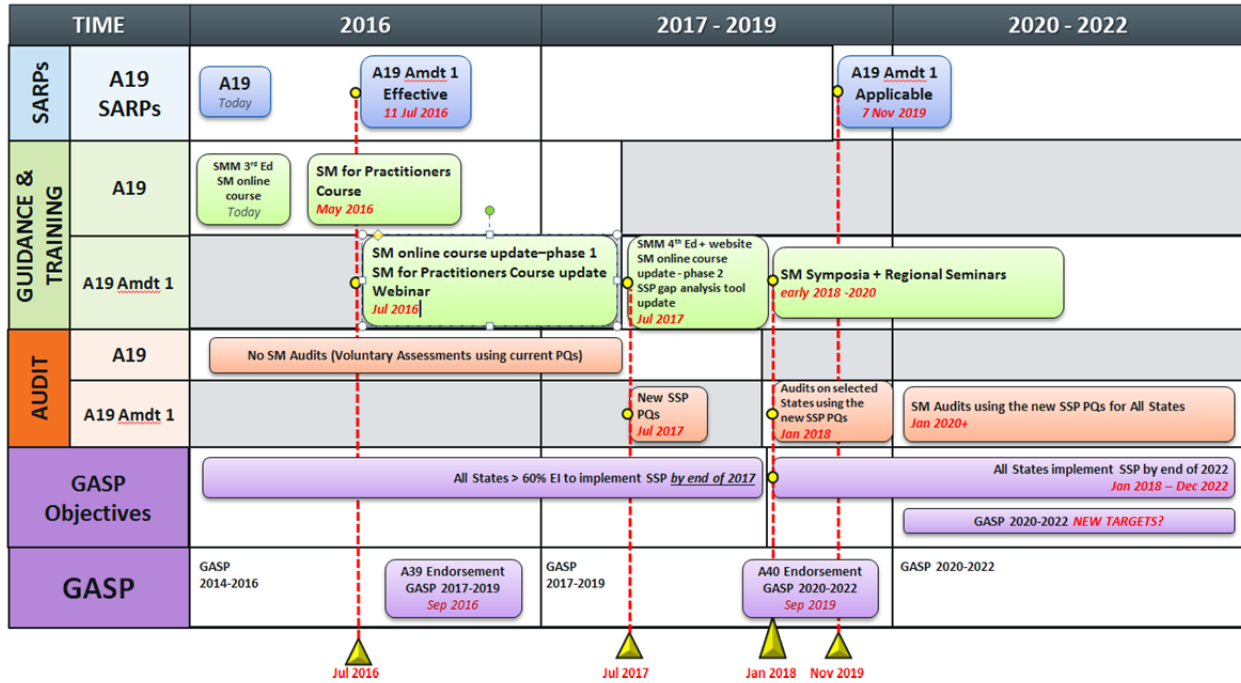 TIME
2016
2017 - 2019
2020 - 2022
SARPs
A19
SARPs
A19
Today
A19 Amdt 1
Effective
11 Jul 2016
A19 Amdt 1
Applicable
7 Nov 2019
GUIDANCE &
TRAINING
A19
SMM 3rd Ed
SM online
course
Today
SM for Practitioners
Course
May 2016
A19 Amdt 1
SM online course update–phase 1
SM for Practitioners Course update
Webinar
Jul 2016
SMM 4th Ed + website
SM online course
update - phase 2
SSP gap analysis tool
update
Jul 2017
SM Symposia + Regional Seminars
early 2018 -2020
AUDIT
A19
No SM Audits (Voluntary Assessments using current PQs)
A19 Amdt 1
New SSP
PQs
Jul 2017
Audits on selected
States using the
new SSP PQs
Jan 2018
SM Audits using the new SSP PQs for All States
Jan 2020+
GASP
Objectives
All States > 60% EI to implement SSP by end of 2017
All States implement SSP by end of 2022
Jan 2018 – Dec 2022
GASP 2020-2022 NEW TARGETS?
GASP
GASP
2014-2016
A39 Endorsement
GASP 2017-2019
Sep 2016
GASP
2017-2019
A40 Endorsement
GASP 2020-2022
Sep 2019
GASP 2020-2022
Jul 2016
Jul 2017
Jan 2018
Nov 2019